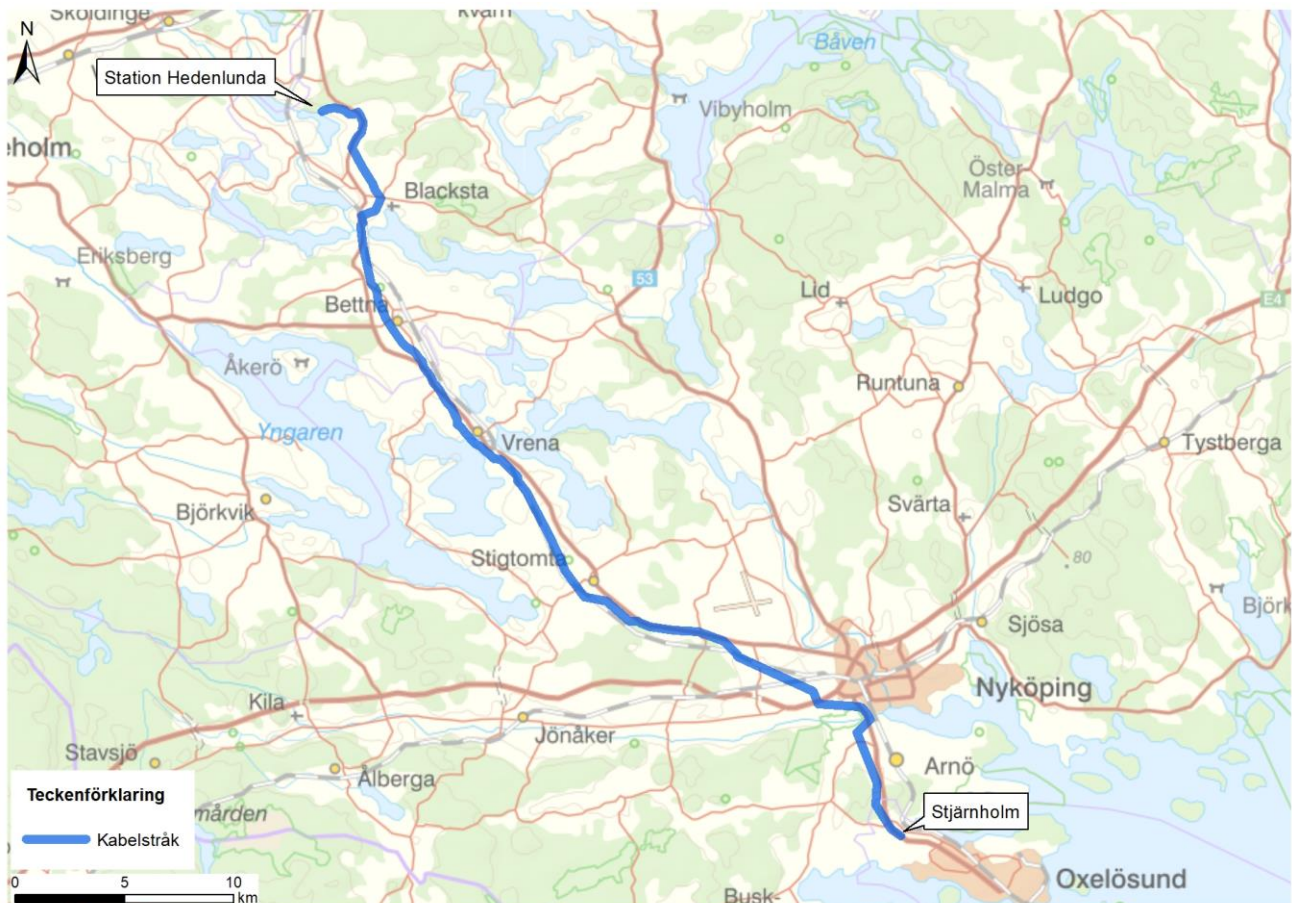 Sköldinge
kvarn
Båven
N
Station Hedenlunda
Vibyholm
eholm
Öster
Malma
Blacksta
Eriksberg
53
Lid
Ludgo
E4
Bettna
Åkerö
Runtuna
Yngaren
Vrena
Tystberga
Björkvik
Svärta
Stigtomta
80
Björk
Sjösa
Kila
Nyköping
Jönåker
Stavsjö
Ålberga
Arnö
Teckenförklaring
mården
Stjärnholm
Kabelstråk
Oxelösund
0 5 10
km
Busk-